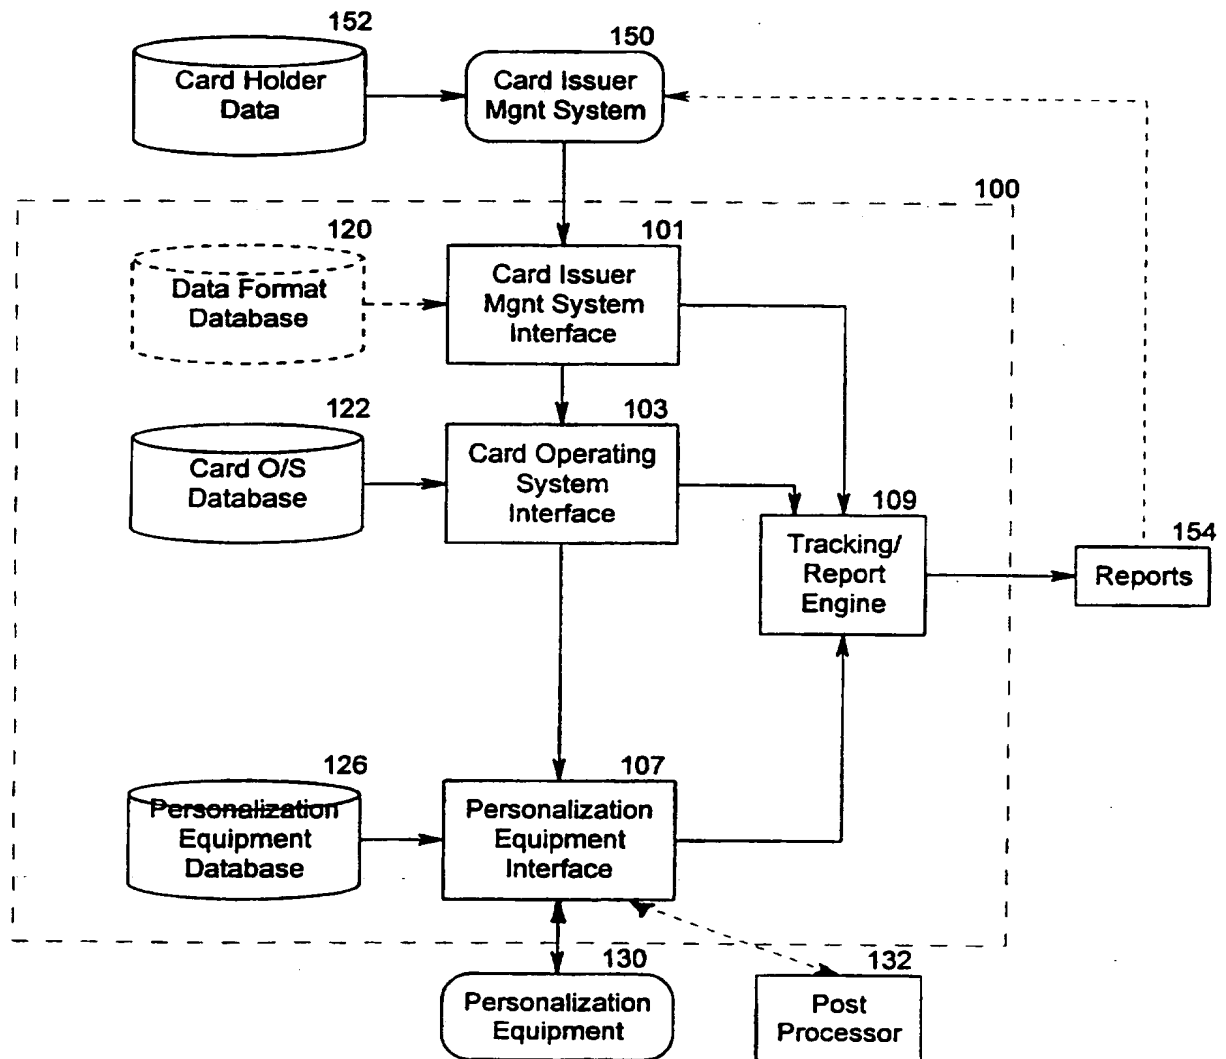 152
150
Card Holder
Data
Card Issuer
Mgnt System
100
120
101
Data Format
Database
Card Issuer
Mgnt System
Interface
122
103
Card O/S
Database
Card Operating
System
Interface
109
Tracking/
Report
Engine
154
Reports
126
107
Personalization
Equipment
Database
Personalization
Equipment
Interface
130
Personalization
Equipment
132
Post
Processor